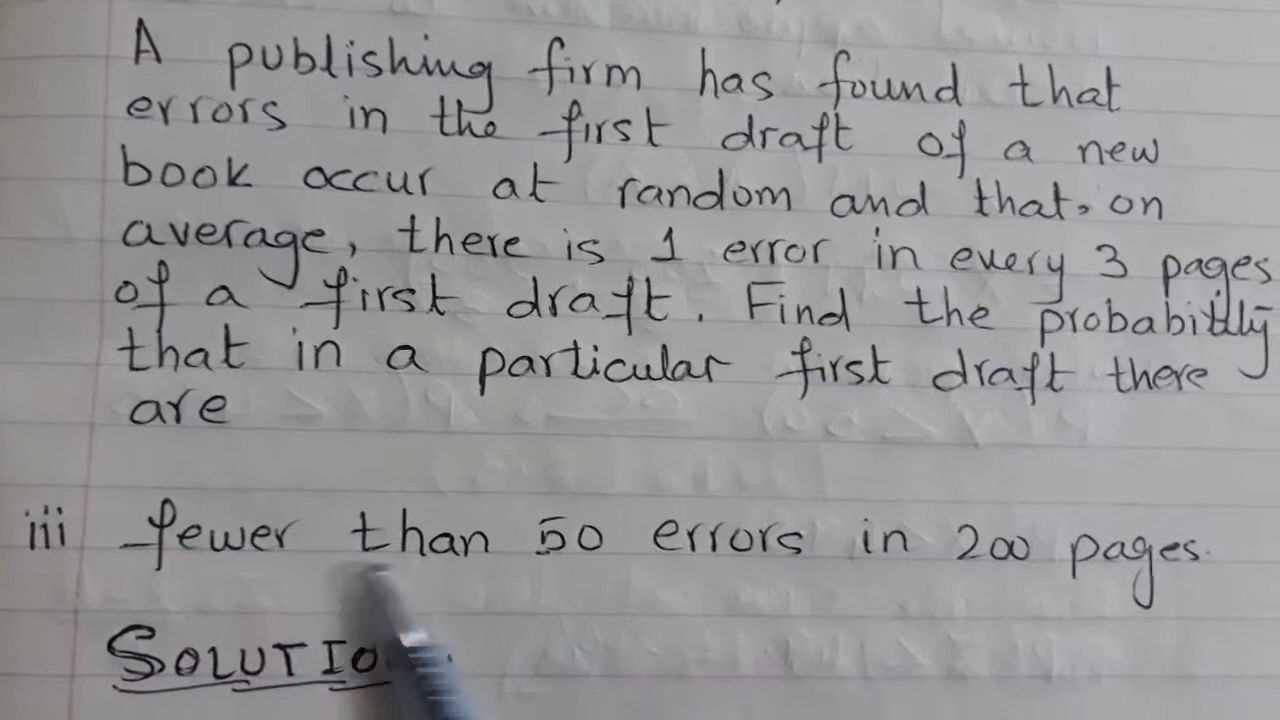 A publishing firm has found that
errors in the first draft of a new
book occur at random and that, on
average, there is 1 error in every 3 pages
of a first draft. Find the probability
that in a particular first draft there
are
iii fewer than 50 errors in 200 pages.
SOLUTIO